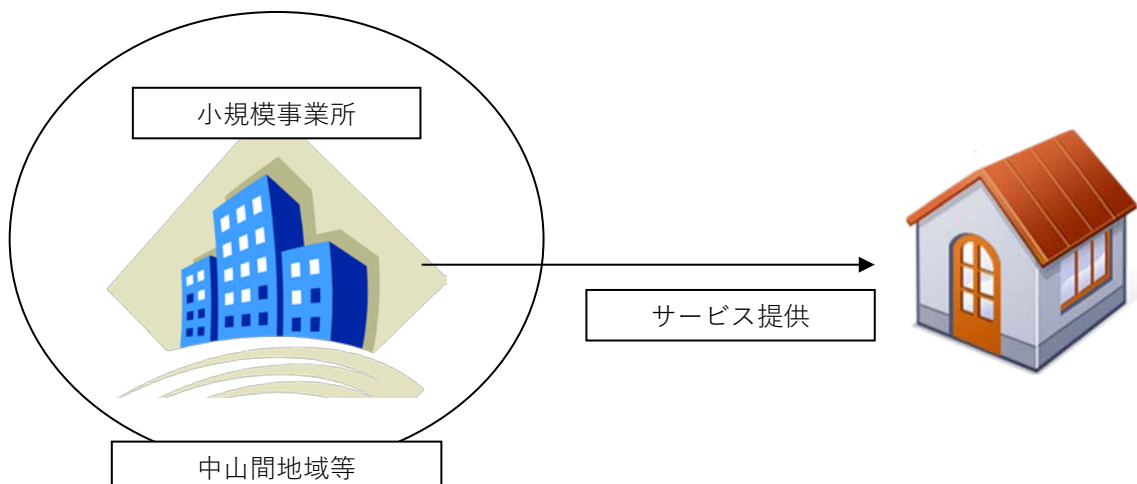 小規模事業所
サービス提供
中山間地域等